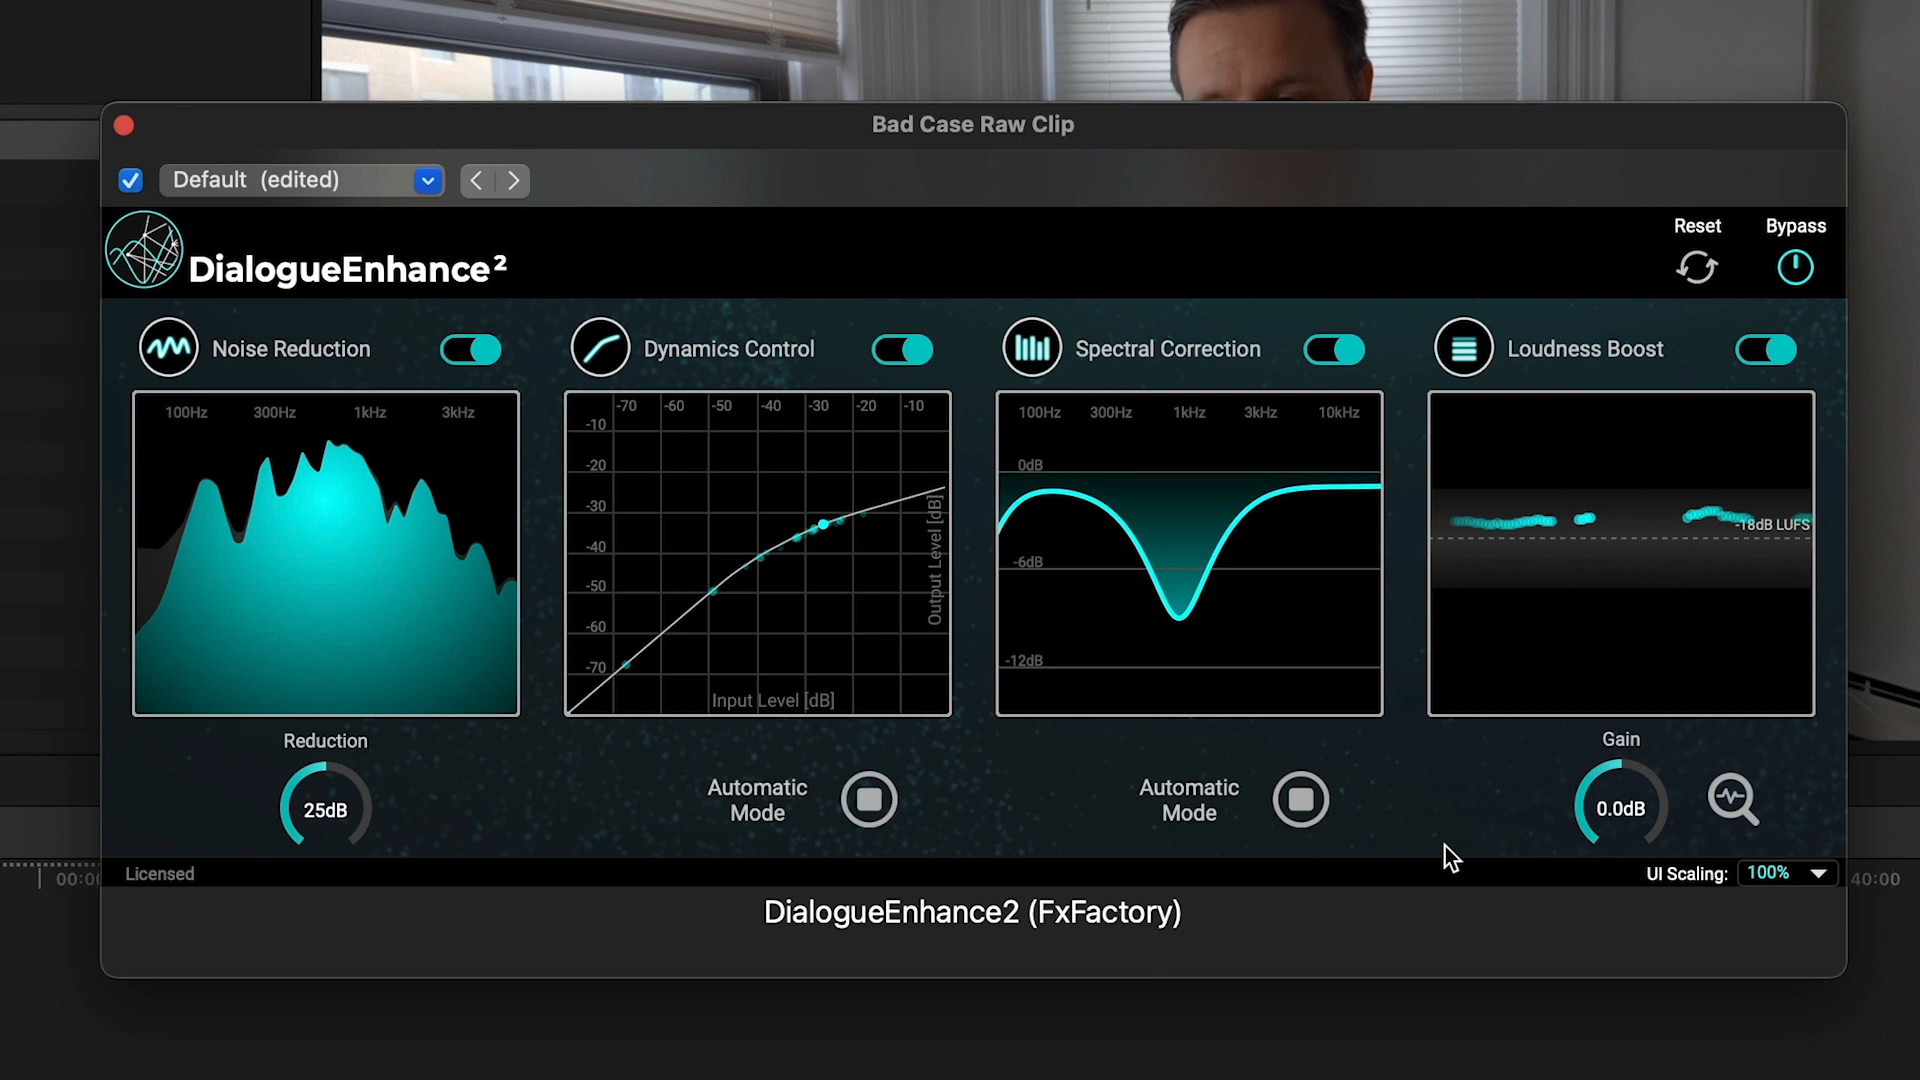 Bad Case Raw Clip
Default (edited)
DialogueEnhance²
Reset
Bypass
Noise Reduction
Dynamics Control
Spectral Correction
Loudness Boost
100Hz 300Hz 1kHz 3kHz
-70 -60 -50 -40 -30 -20 -10
-10
-20
-30
-40
-50
-60
-70
Output Level [dB]
Input Level [dB]
100Hz 300Hz 1kHz 3kHz 10kHz
0dB
-6dB
-12dB
-18dB LUFS
Reduction
25dB
Automatic
Mode
Automatic
Mode
Gain
0.0dB
Licensed
UI Scaling: 100%
DialogueEnhance2 (FxFactory)
40:00